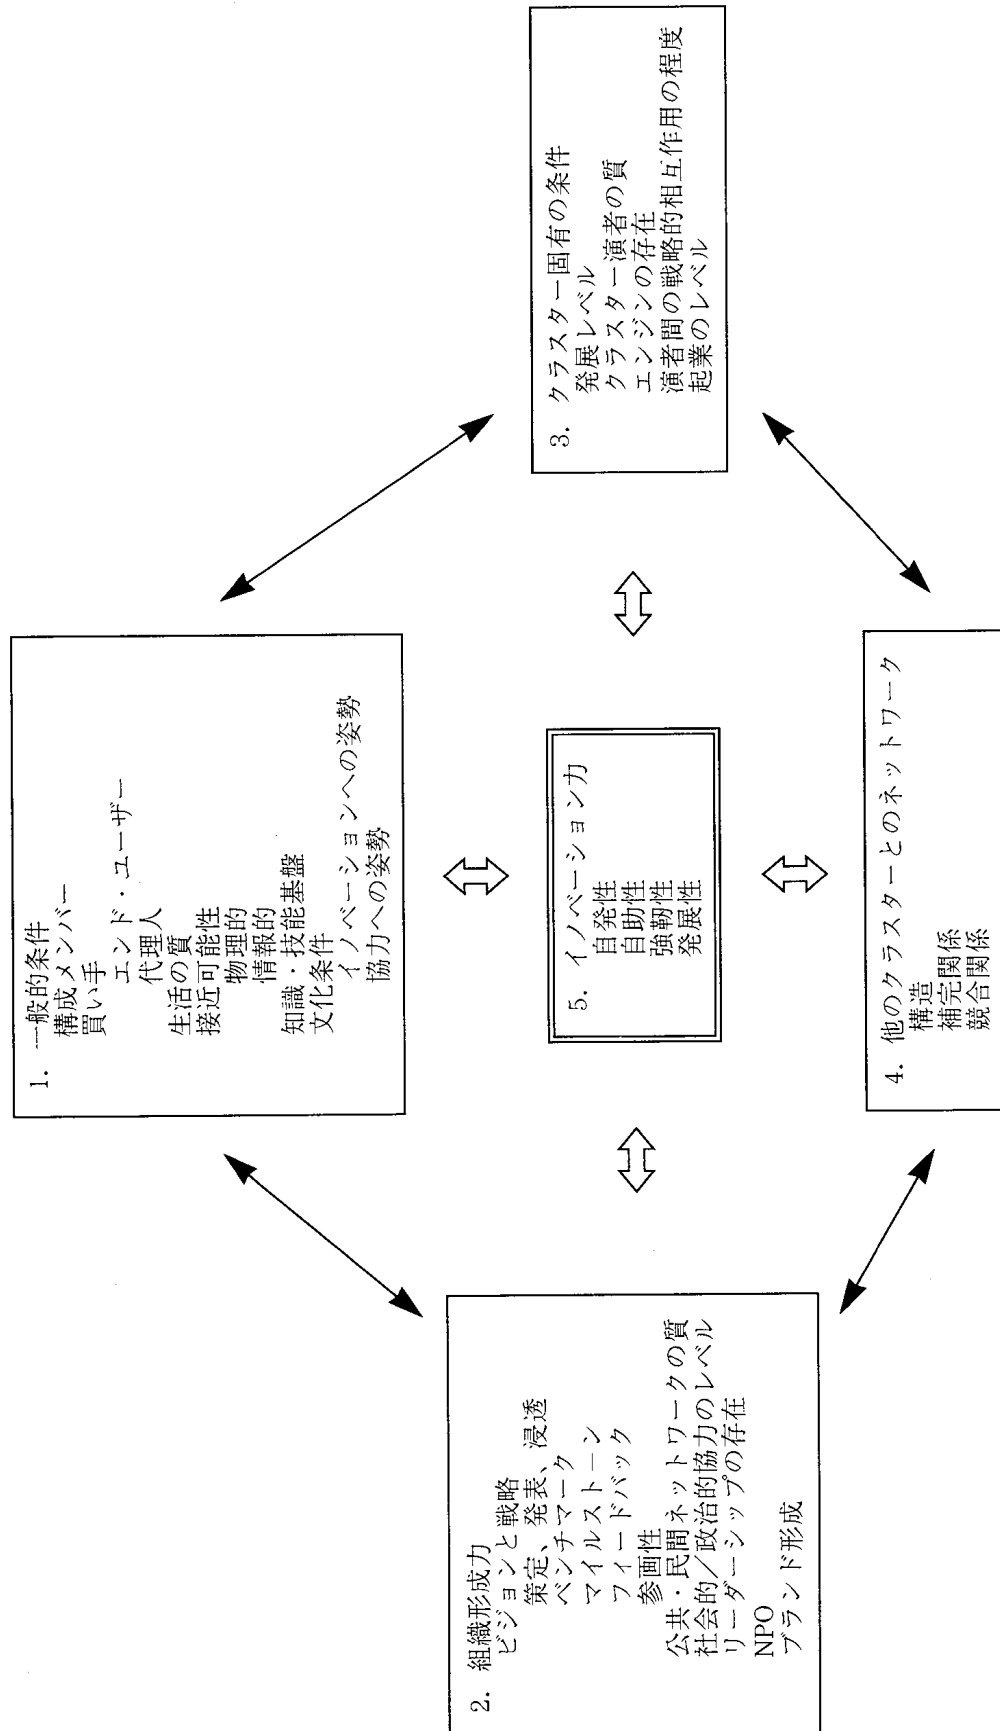 1. 一般的条件
構成メンバー
買い手
エンド・ユーザー
代理人
生活の質
接近可能性
物理的
情報的
知識・技能基盤
文化条件
イノベーションへの姿勢
協力への姿勢
2. 組織形成力
ビジョンと戦略
策定、発表、浸透
ベンチマーク
マイルストーン
フィードバック
参画性
公共・民間ネットワークの質
社会的/政治的協力のレベル
リーダーシップの存在
NPO
ブランド形成
3. クラスター固有の条件
発展レベル
クラスター演者の質
エンジンの存在
演者間の戦略的相互作用の程度
起業のレベル
4. 他のクラスターとのネットワーク
構造
補完関係
競合関係
5. イノベーション力
自発性
自助性
強靭性
発展性